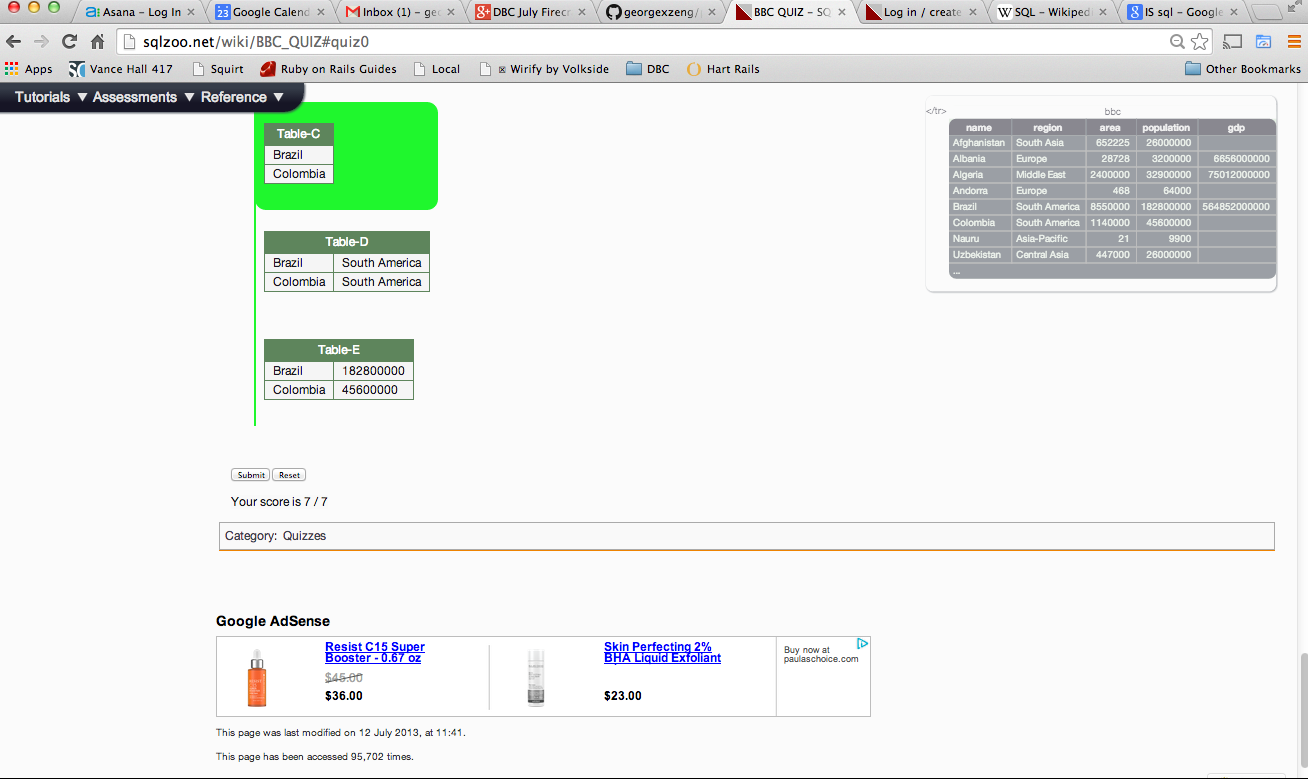 Asana – Log In
Google Calend
Inbox (1) – geo
DBC July Firecr
georgexzeng/p
BBC QUIZ – SQ
Log in / create
SQL – Wikiped
IS sql – Google
sqlzoo.net/wiki/BBC_QUIZ#quiz0
Apps Vance Hall 417 Squirt Ruby on Rails Guides Local Wirify by Volkside DBC Hart Rails Other Bookmarks
Tutorials ▼ Assessments ▼ Reference ▼
Table-C
Brazil
Colombia
Table-D
Brazil South America
Colombia South America
Table-E
Brazil 182800000
Colombia 45600000
</tr>
bbc
name region area population gdp
Afghanistan South Asia 652225 26000000
Albania Europe 28728 3200000 6656000000
Algeria Middle East 2400000 32900000 75012000000
Andorra Europe 468 64000
Brazil South America 8550000 182800000 564852000000
Colombia South America 1140000 45600000
Nauru Asia-Pacific 21 9900
Uzbekistan Central Asia 447000 26000000
...
Submit Reset
Your score is 7 / 7
Category: Quizzes
Google AdSense
Resist C15 Super
Booster - 0.67 oz
$45.00
$36.00
Skin Perfecting 2%
BHA Liquid Exfoliant
$23.00
Buy now at
paulaschoice.com
This page was last modified on 12 July 2013, at 11:41.
This page has been accessed 95,702 times.